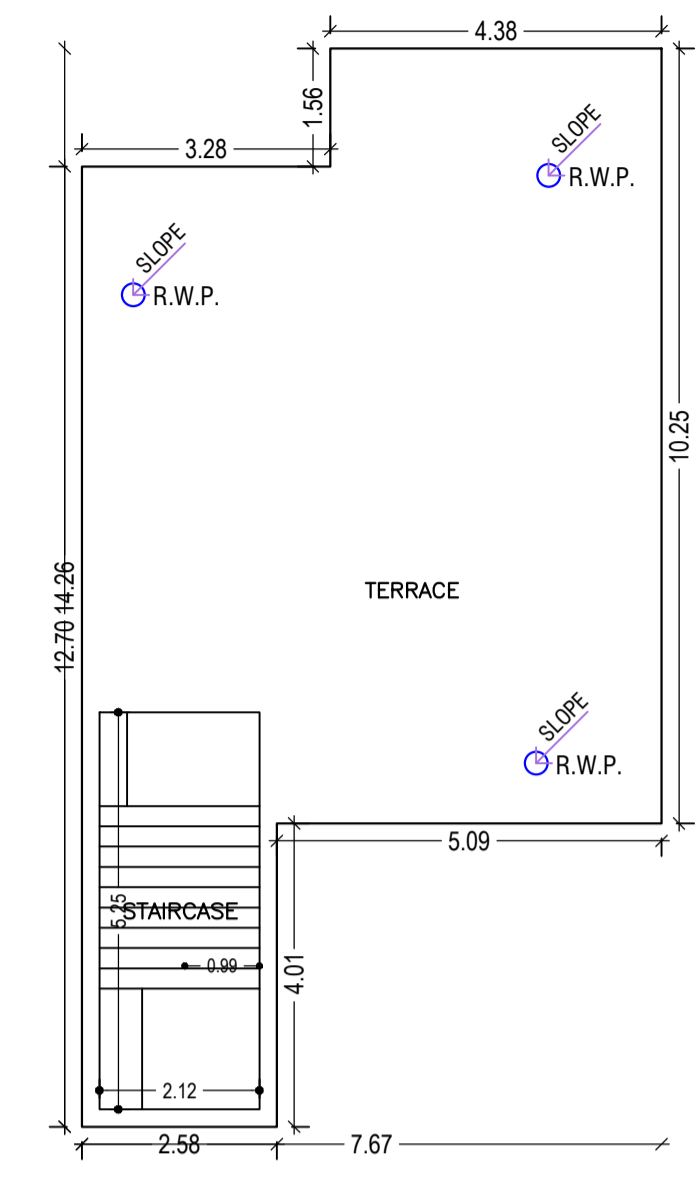 4.38
1.56
3.28
SLOPE
R.W.P.
SLOPE
R.W.P.
10.25
12.70 14.26
TERRACE
SLOPE
R.W.P.
5.09
5.25
STAIRCASE
0.99
4.01
2.12
2.58
7.67